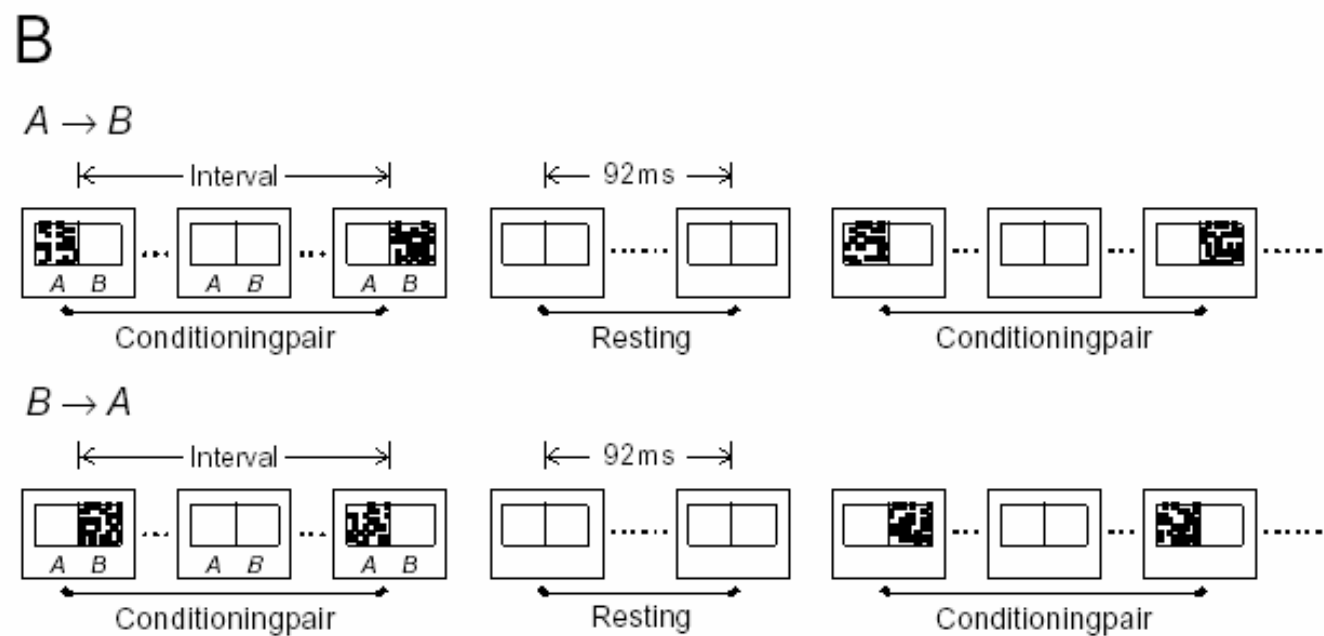 B
A → B
Interval 92ms
A B A B A B
Conditioningpair Resting Conditioningpair
B → A
Interval 92ms
A B A B A B
Conditioningpair Resting Conditioningpair